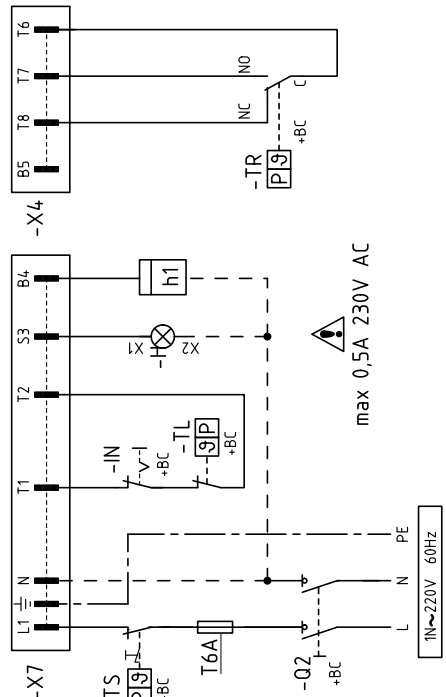 T6
T7
T8
B5
-X4
NO
NC
C
+BC
-TR
P ϑ
B4
S3
T2
T1
N
L1
-X7
h1
X1
-H
X2
-IN
+BC
-TL
ϑ P
+BC
max 0,5A 230V AC
TS
P ϑ
+BC
T6A
-Q2
+BC
PE
N
L
1N~220V 60Hz